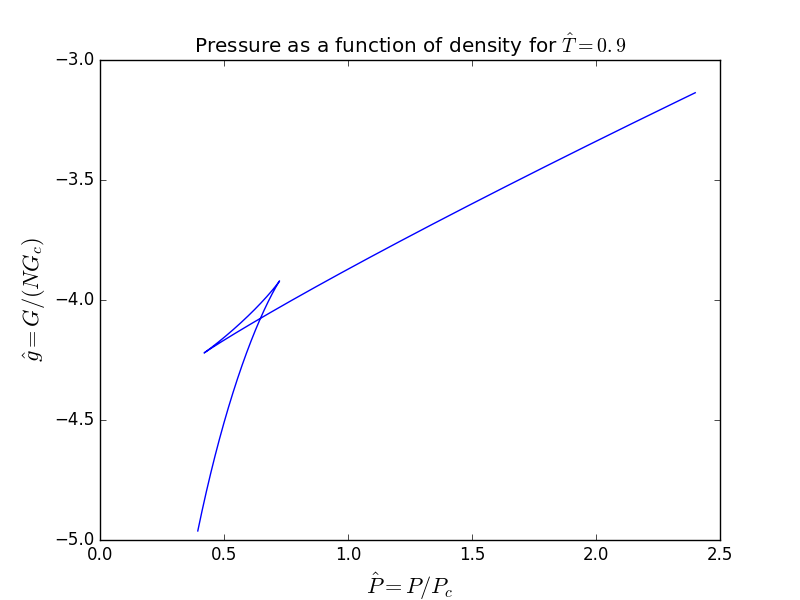 Pressure as a function of density for T̂ = 0.9
−3.0
−3.5
−4.0
−4.5
−5.0
ĝ = G/(NG_c)
0.0 0.5 1.0 1.5 2.0 2.5
P̂ = P/P_c